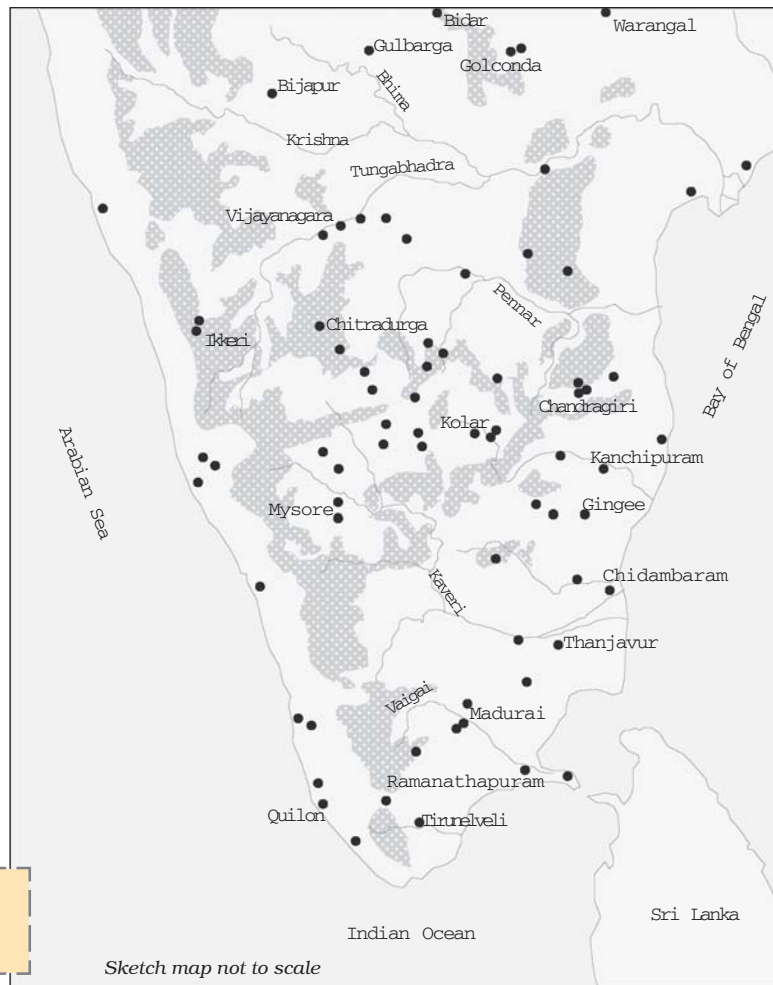 Bidar
Warangal
Gulbarga
Golconda
Bijapur
Bhima
Krishna
Tungabhadra
Vijayanagara
Pennar
Chitradurga
Ikkeri
Bay of Bengal
Chandragiri
Kolar
Arabian Sea
Kanchipuram
Mysore
Gingee
Kaveri
Chidambaram
Thanjavur
Vaigai
Madurai
Ramanathapuram
Quilon
Tirunelveli
Sri Lanka
Indian Ocean
Sketch map not to scale